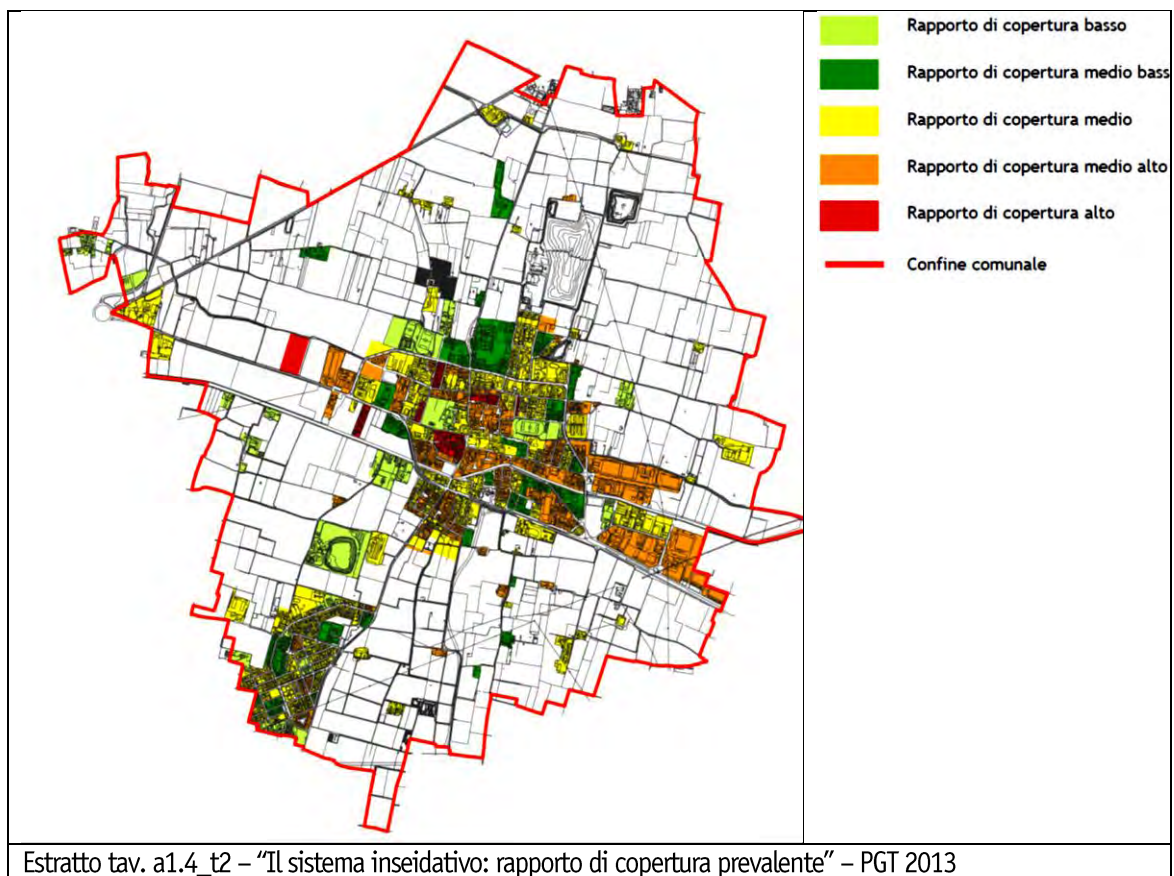 Rapporto di copertura basso
Rapporto di copertura medio bass
Rapporto di copertura medio
Rapporto di copertura medio alto
Rapporto di copertura alto
Confine comunale
Estratto tav. a1.4_t2 – “Il sistema inseidativo: rapporto di copertura prevalente” – PGT 2013